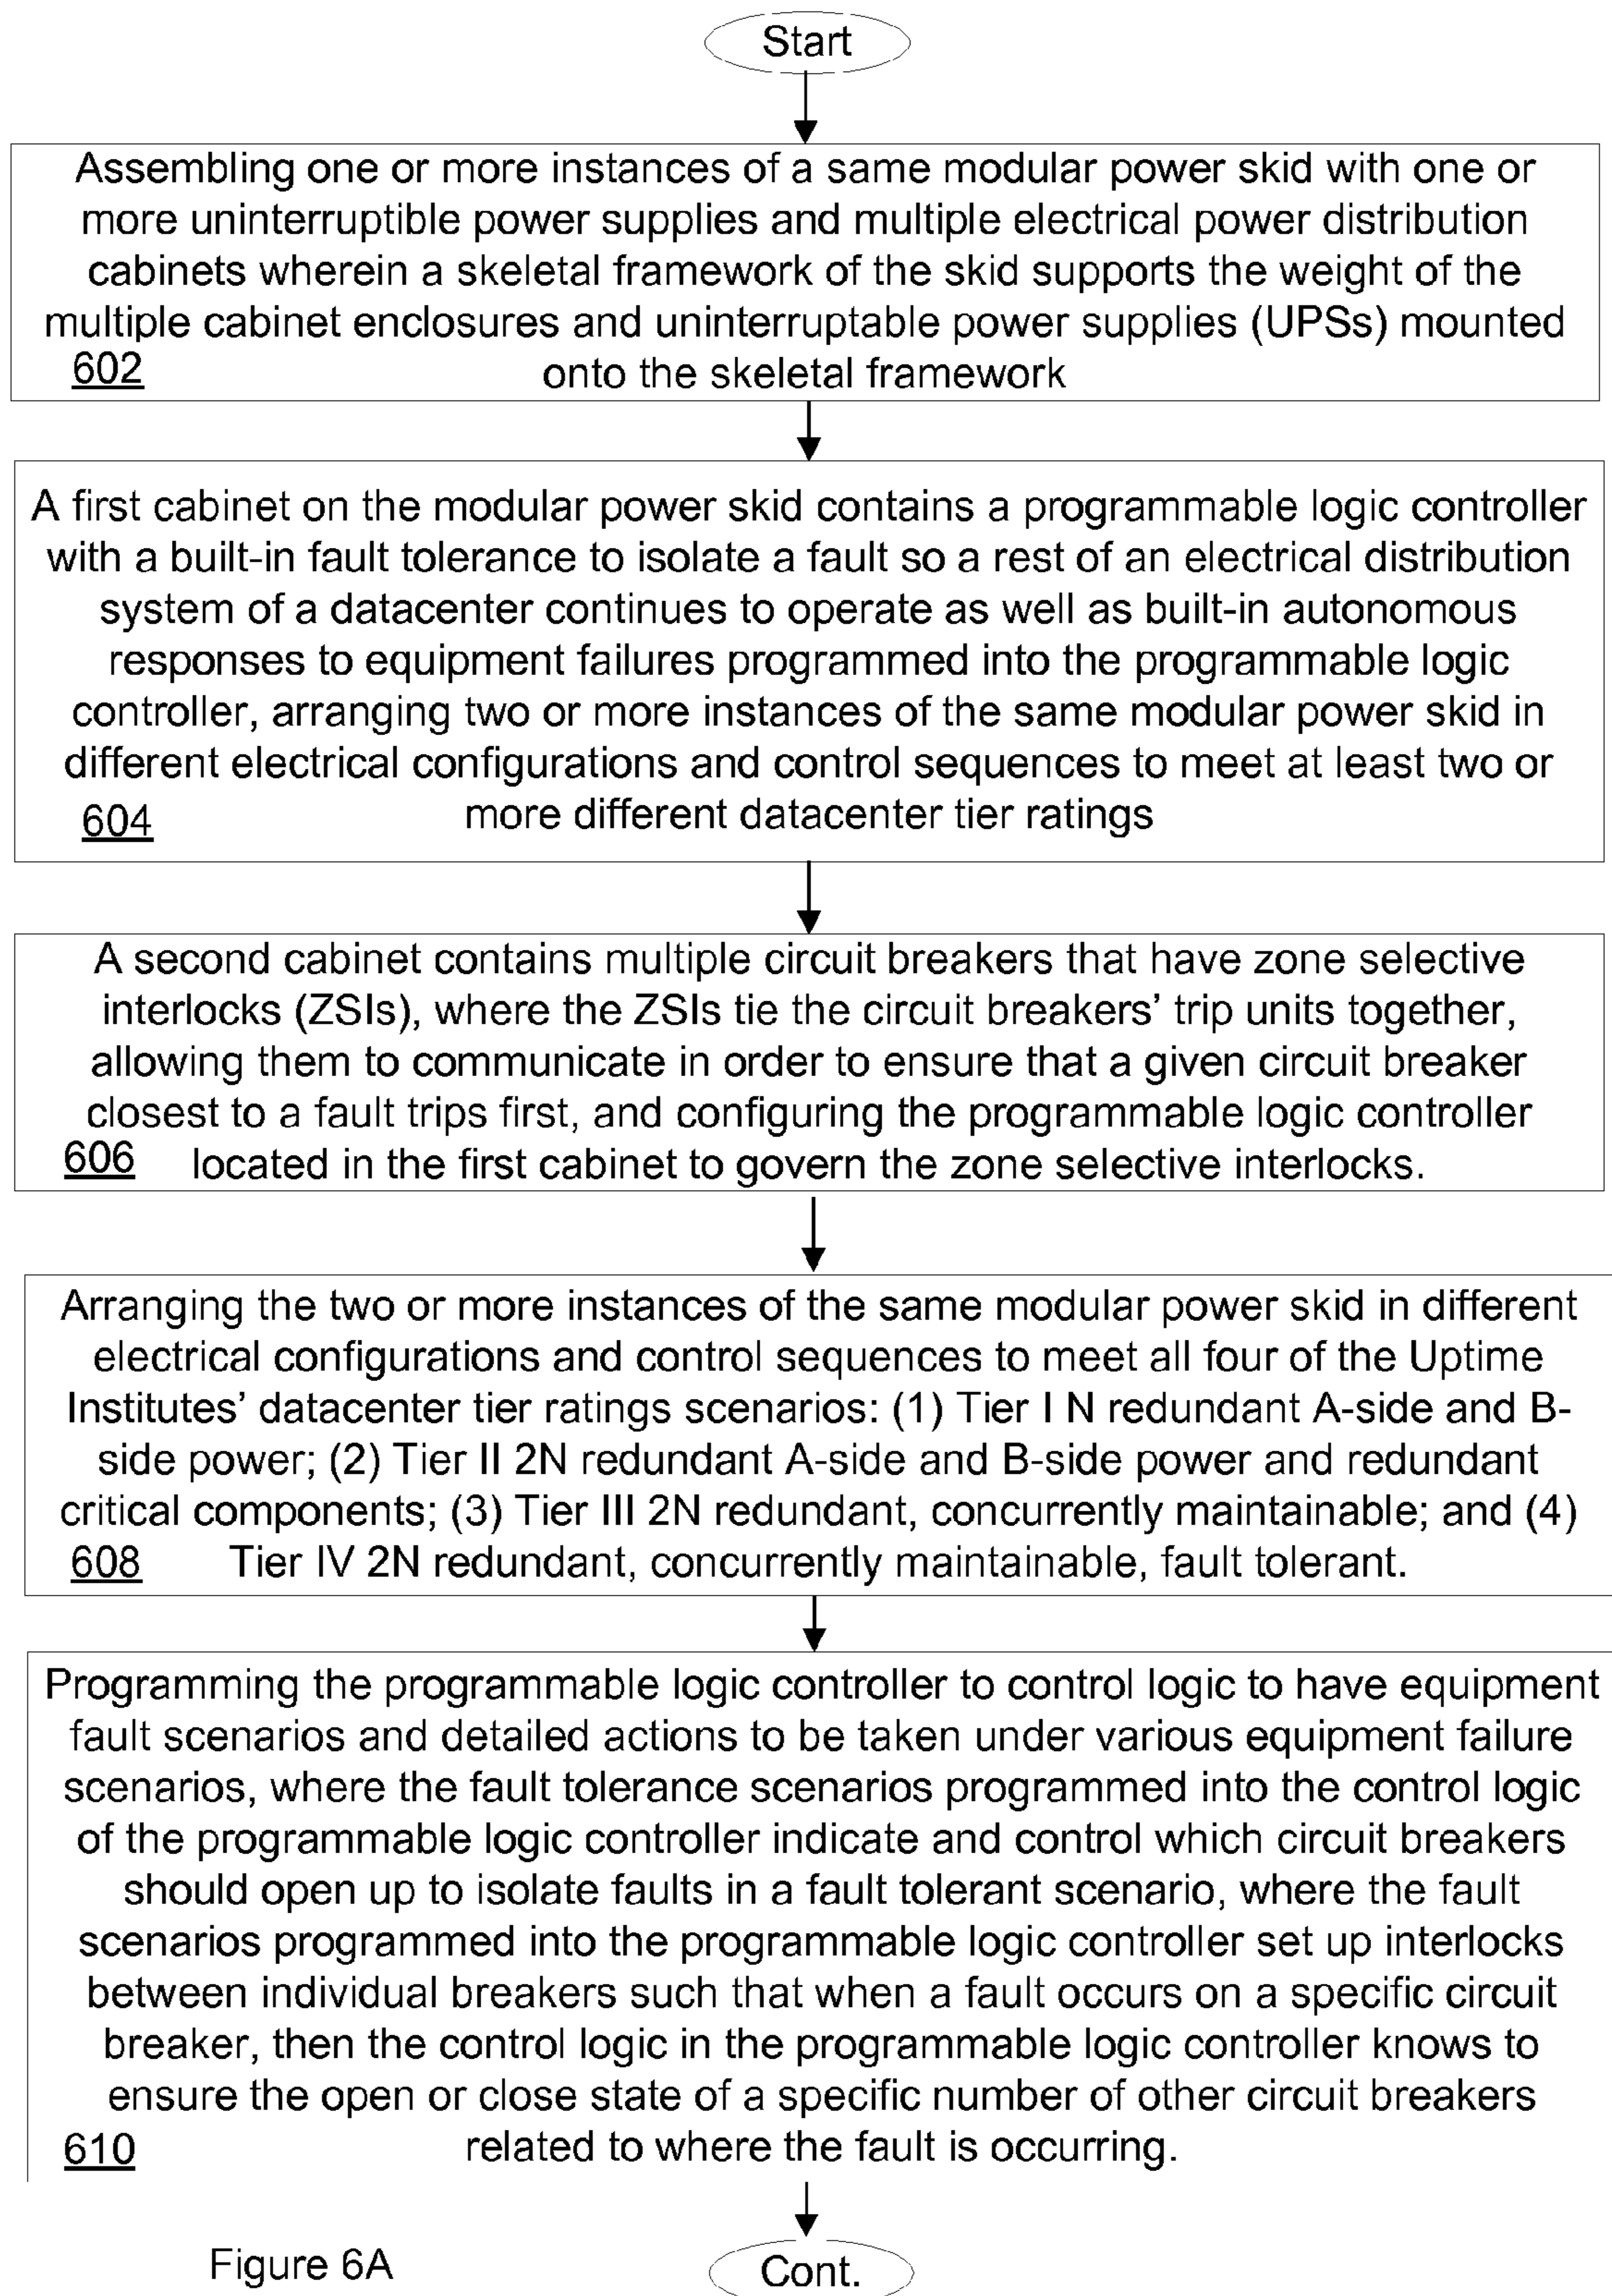 Start
Assembling one or more instances of a same modular power skid with one or
more uninterruptible power supplies and multiple electrical power distribution
cabinets wherein a skeletal framework of the skid supports the weight of the
multiple cabinet enclosures and uninterruptable power supplies (UPSs) mounted
602 onto the skeletal framework
A first cabinet on the modular power skid contains a programmable logic controller
with a built-in fault tolerance to isolate a fault so a rest of an electrical distribution
system of a datacenter continues to operate as well as built-in autonomous
responses to equipment failures programmed into the programmable logic
controller, arranging two or more instances of the same modular power skid in
different electrical configurations and control sequences to meet at least two or
604 more different datacenter tier ratings
A second cabinet contains multiple circuit breakers that have zone selective
interlocks (ZSIs), where the ZSIs tie the circuit breakers’ trip units together,
allowing them to communicate in order to ensure that a given circuit breaker
closest to a fault trips first, and configuring the programmable logic controller
606 located in the first cabinet to govern the zone selective interlocks.
Arranging the two or more instances of the same modular power skid in different
electrical configurations and control sequences to meet all four of the Uptime
Institutes’ datacenter tier ratings scenarios: (1) Tier I N redundant A-side and B-
side power; (2) Tier II 2N redundant A-side and B-side power and redundant
critical components; (3) Tier III 2N redundant, concurrently maintainable; and (4)
608 Tier IV 2N redundant, concurrently maintainable, fault tolerant.
Programming the programmable logic controller to control logic to have equipment
fault scenarios and detailed actions to be taken under various equipment failure
scenarios, where the fault tolerance scenarios programmed into the control logic
of the programmable logic controller indicate and control which circuit breakers
should open up to isolate faults in a fault tolerant scenario, where the fault
scenarios programmed into the programmable logic controller set up interlocks
between individual breakers such that when a fault occurs on a specific circuit
breaker, then the control logic in the programmable logic controller knows to
ensure the open or close state of a specific number of other circuit breakers
610 related to where the fault is occurring.
Figure 6A
Cont.